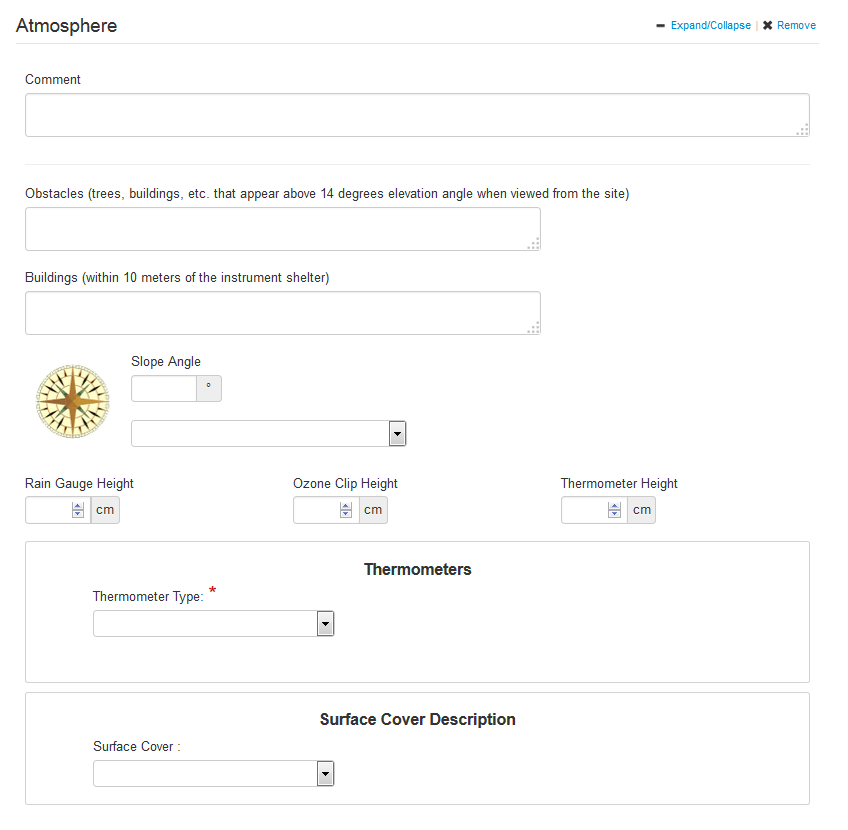 Atmosphere
Expand/Collapse | Remove
Comment
Obstacles (trees, buildings, etc. that appear above 14 degrees elevation angle when viewed from the site)
Buildings (within 10 meters of the instrument shelter)
Slope Angle
°
Rain Gauge Height Ozone Clip Height Thermometer Height
cm cm cm
Thermometers
Thermometer Type: *
Surface Cover Description
Surface Cover :